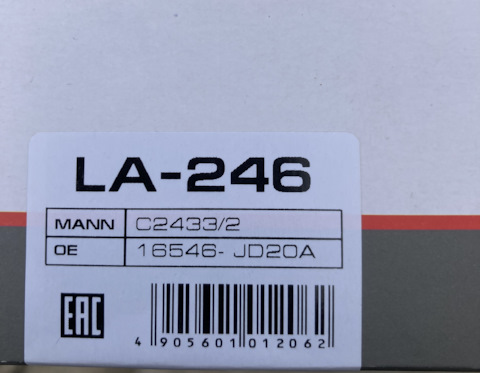 LA-246
MANN C2433/2
OE 16546- JD20A
EAC
4 905601 012062